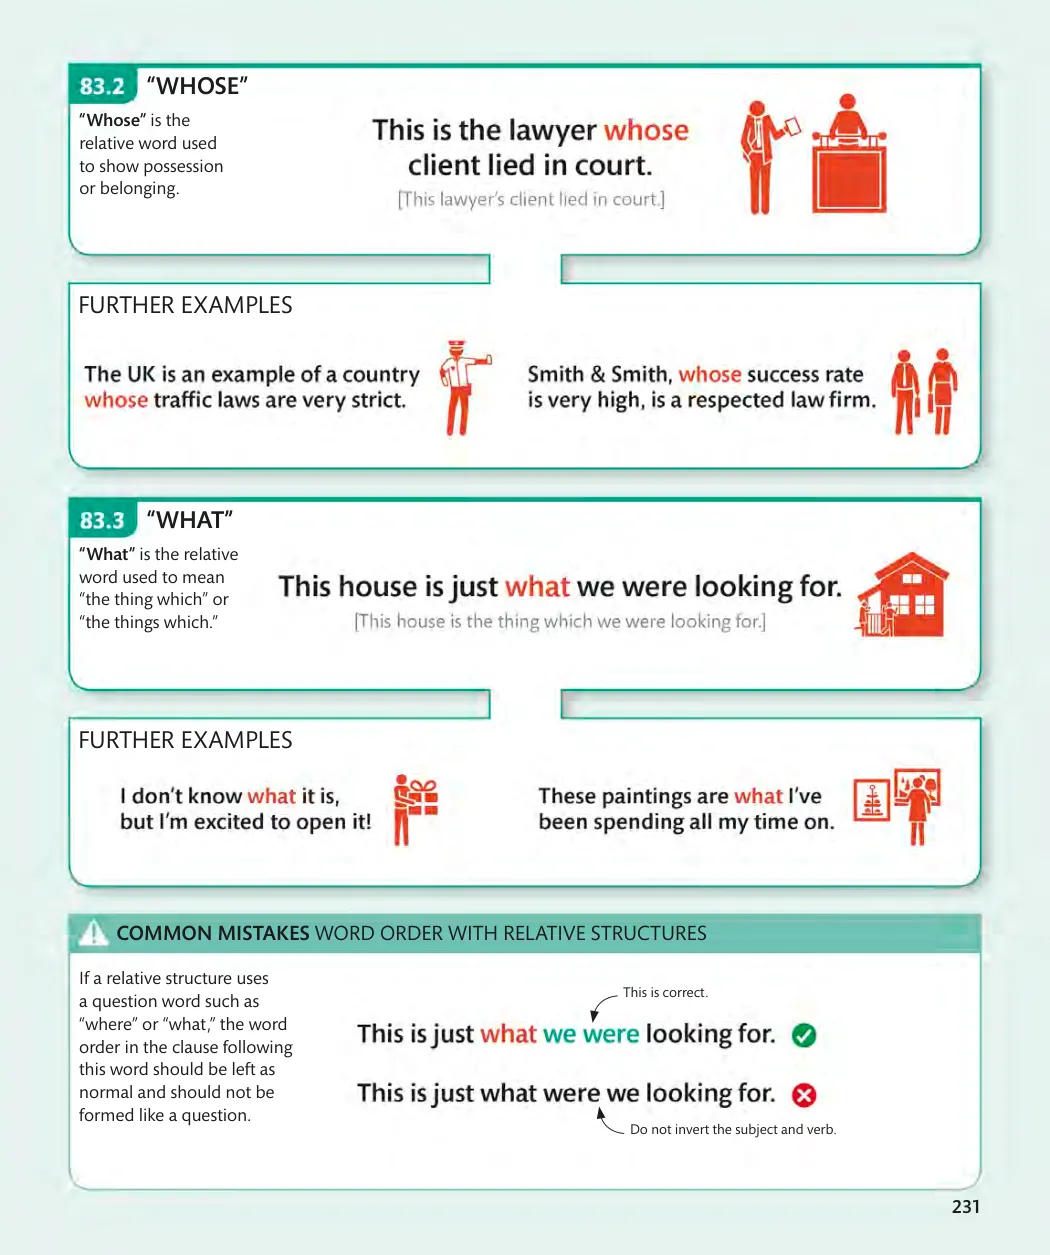 83.2 “WHOSE”
“Whose” is the
relative word used
to show possession
or belonging.
This is the lawyer whose
client lied in court.
[This lawyer’s client lied in court.]
FURTHER EXAMPLES
The UK is an example of a country
whose traffic laws are very strict.
Smith & Smith, whose success rate
is very high, is a respected law firm.
83.3 “WHAT”
“What” is the relative
word used to mean
“the thing which” or
“the things which.”
This house is just what we were looking for.
[This house is the thing which we were looking for.]
FURTHER EXAMPLES
I don’t know what it is,
but I’m excited to open it!
These paintings are what I’ve
been spending all my time on.
COMMON MISTAKES WORD ORDER WITH RELATIVE STRUCTURES
If a relative structure uses
a question word such as
“where” or “what,” the word
order in the clause following
this word should be left as
normal and should not be
formed like a question.
This is correct.
This is just what we were looking for.
This is just what were we looking for.
Do not invert the subject and verb.
231